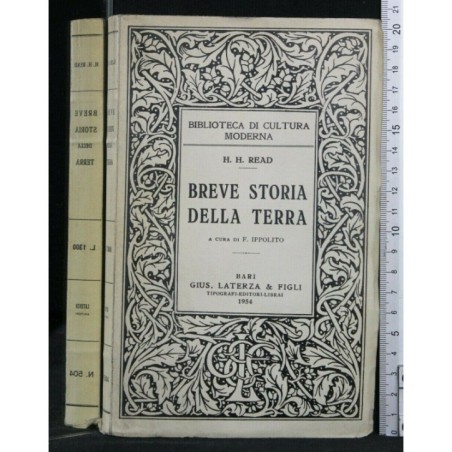 BIBLIOTECA DI CULTURA
MODERNA
H. H. READ
BREVE STORIA
DELLA TERRA
A CURA DI F. IPPOLITO
BARI
GIUS. LATERZA & FIGLI
TIPOGRAFI-EDITORI-LIBRAI
1954
H. H. READ
BREVE
STORIA
DELLA
TERRA
L. 1300
N. 504